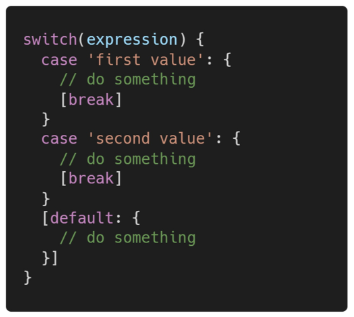 switch(expression) {
  case 'first value': {
    // do something
    [break]
  }
  case 'second value': {
    // do something
    [break]
  }
  [default: {
    // do something
  }]
}